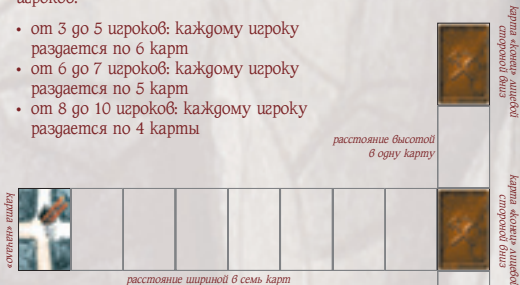 игроков:
• от 3 до 5 игроков: каждому игроку
раздается по 6 карт
• от 6 до 7 игроков: каждому игроку
раздается по 5 карт
• от 8 до 10 игроков: каждому игроку
раздается по 4 карты
карта «конец» лицевой
стороной вниз
расстояние высотой
в одну карту
карта «начало»
карта «конец» лицевой
стороной вниз
расстояние шириной в семь карт